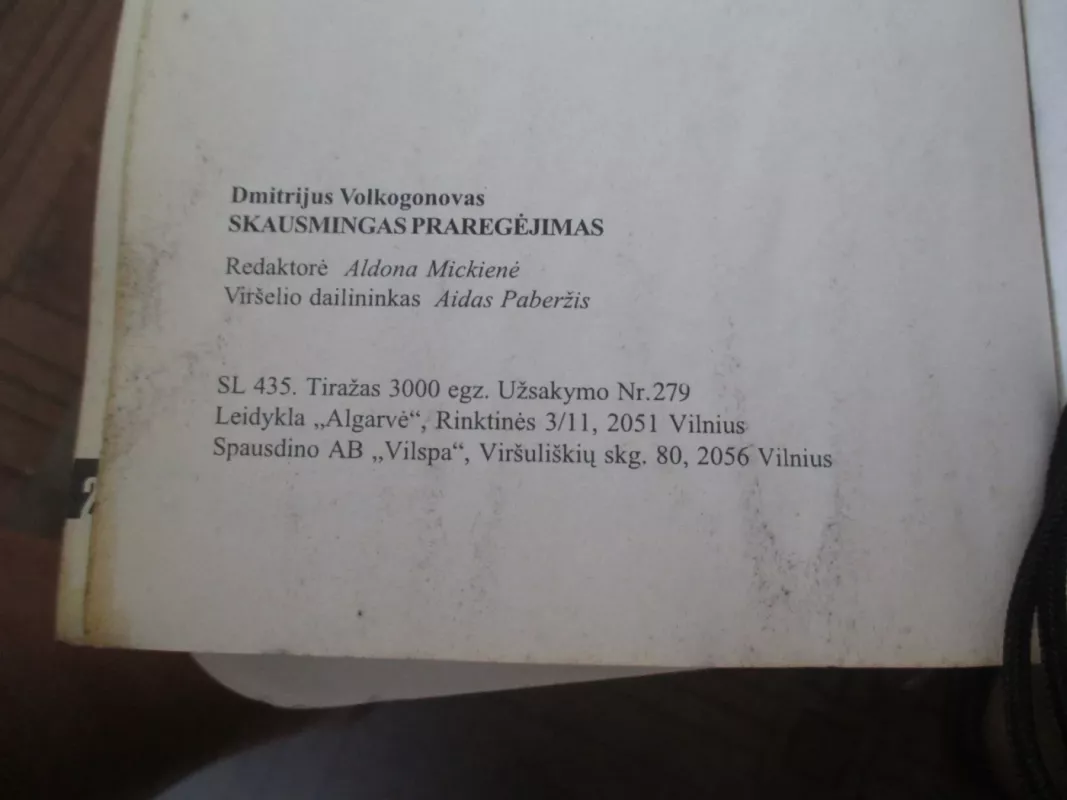 Dmitrijus Volkogonovas
SKAUSMINGAS PRAREGĖJIMAS
Redaktorė Aldona Mickienė
Viršelio dailininkas Aidas Paberžis
SL 435. Tiražas 3000 egz. Užsakymo Nr.279
Leidykla „Algarvė“, Rinktinės 3/11, 2051 Vilnius
Spausdino AB „Vilspa“, Viršuliškių skg. 80, 2056 Vilnius